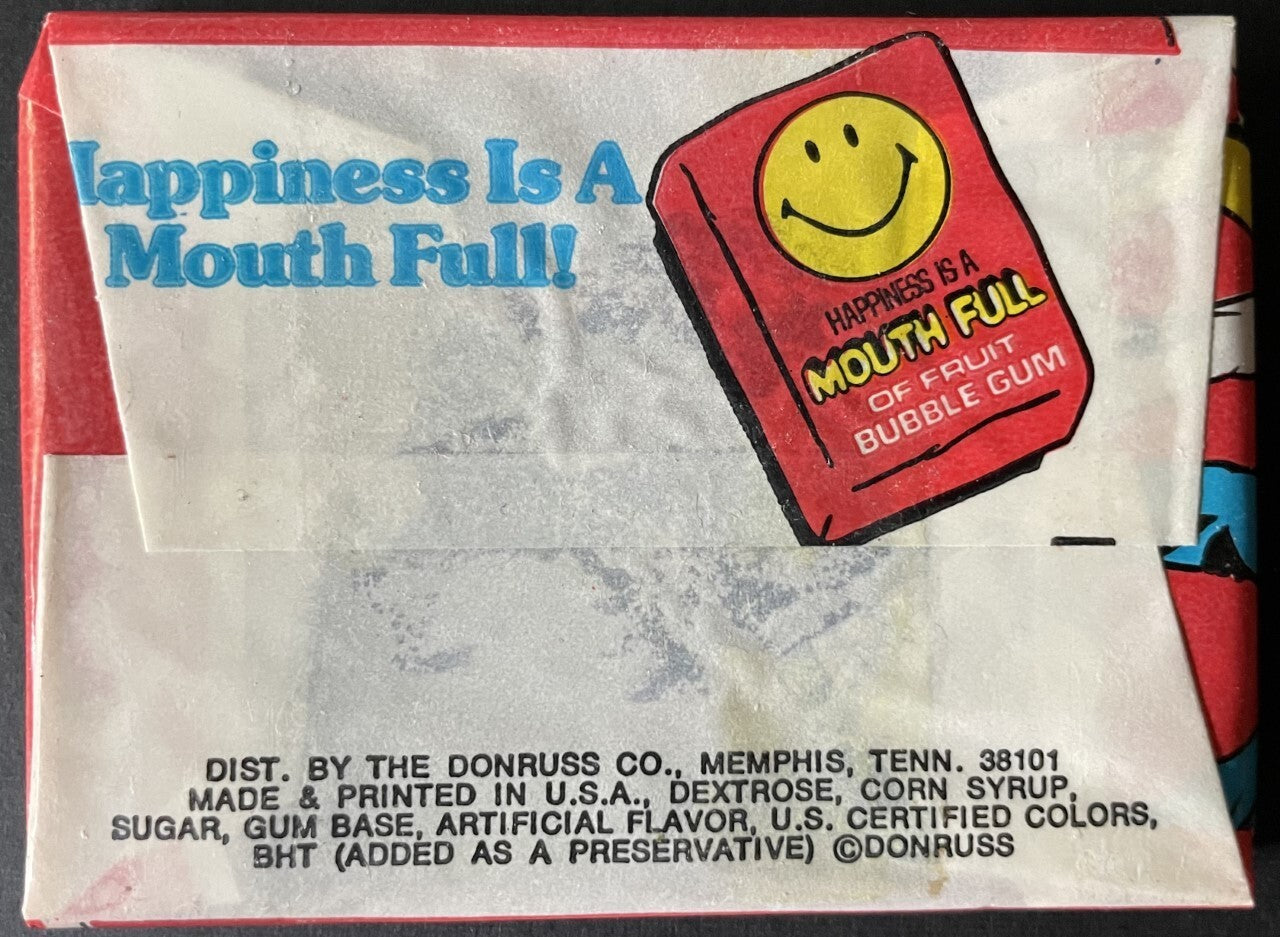 Happiness Is A
Mouth Full!
HAPPINESS IS A
MOUTH FULL
OF FRUIT
BUBBLE GUM
DIST. BY THE DONRUSS CO., MEMPHIS, TENN. 38101
MADE & PRINTED IN U.S.A., DEXTROSE, CORN SYRUP,
SUGAR, GUM BASE, ARTIFICIAL FLAVOR, U.S. CERTIFIED COLORS,
BHT (ADDED AS A PRESERVATIVE) ©DONRUSS